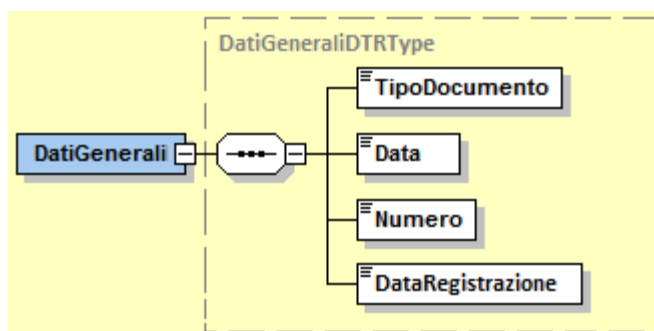 DatiGeneraliDTRType
TipoDocumento
DatiGenerali
Data
Numero
DataRegistrazione